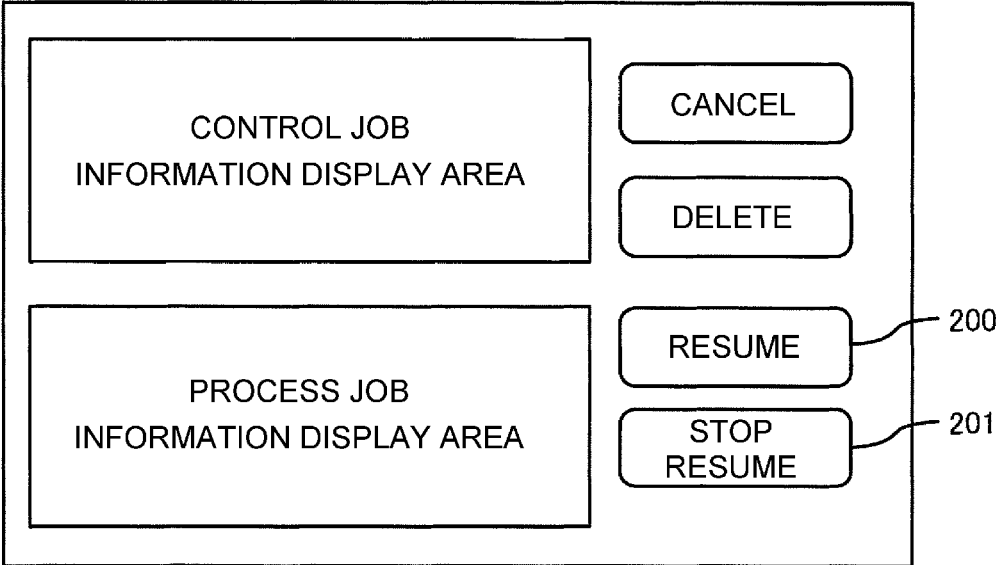 CONTROL JOB
INFORMATION DISPLAY AREA
CANCEL
DELETE
PROCESS JOB
INFORMATION DISPLAY AREA
RESUME
200
STOP
RESUME
201